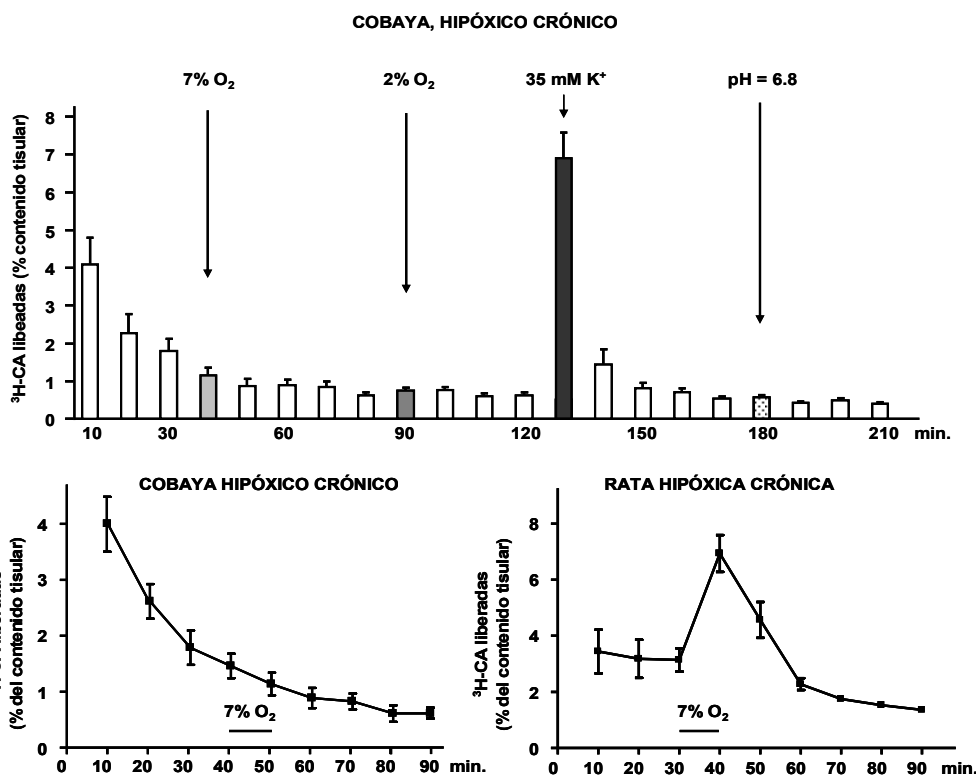 COBAYA, HIPÓXICO CRÓNICO
7% O₂ 2% O₂ 35 mM K⁺ pH = 6.8
³H-CA libeadas (% contenido tisular)
8
7
6
5
4
3
2
1
0
10 30 60 90 120 150 180 210 min.
COBAYA HIPÓXICO CRÓNICO
(% del contenido tisular)
4
3
2
1
0
7% O₂
0 10 20 30 40 50 60 70 80 90 min.
RATA HIPÓXICA CRÓNICA
³H-CA liberadas
(% del contenido tisular)
8
6
4
2
0
7% O₂
0 10 20 30 40 50 60 70 80 90 min.